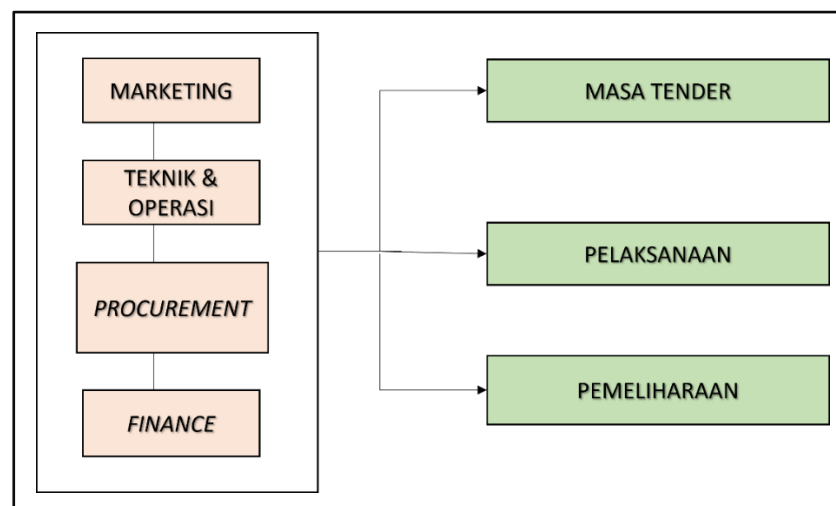 MARKETING
TEKNIK &
OPERASI
PROCUREMENT
FINANCE
MASA TENDER
PELAKSANAAN
PEMELIHARAAN